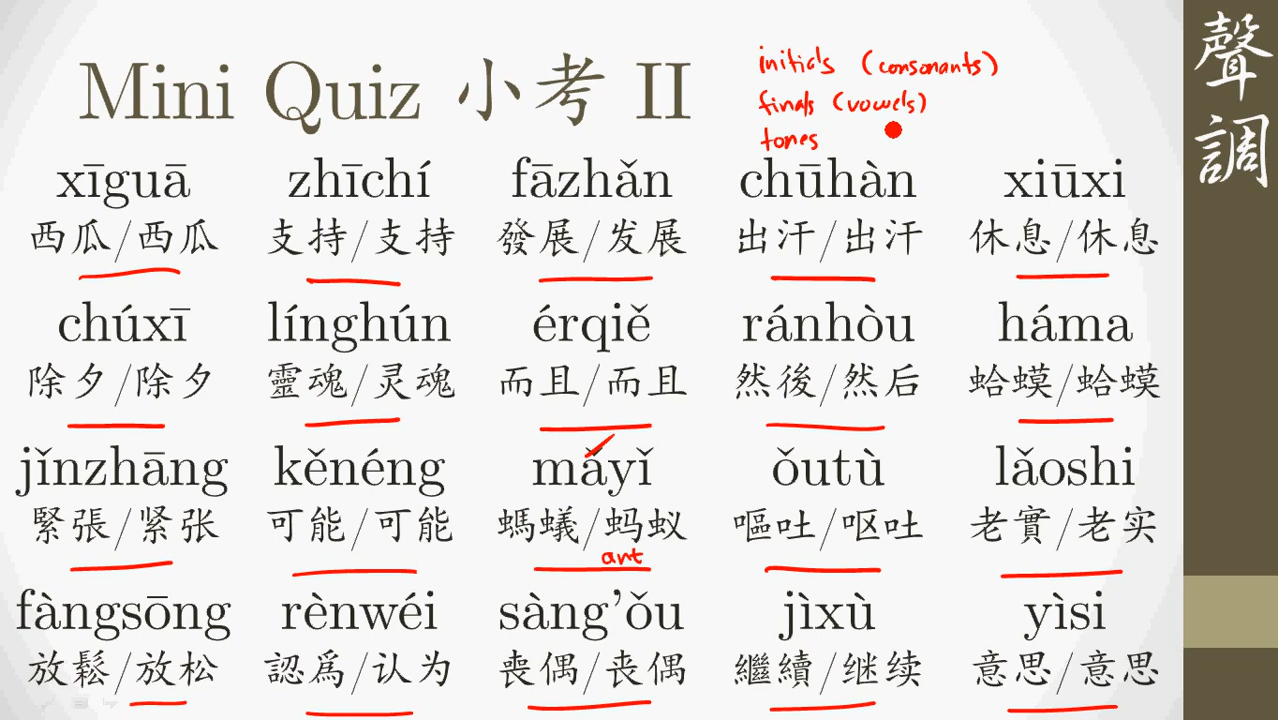 Mini Quiz 小考 II
initials (consonants)
finals (vowels)
tones
聲調
xīguā zhīchí fāzhǎn chūhàn xiūxi
西瓜/西瓜 支持/支持 發展/发展 出汗/出汗 休息/休息
chúxī línghún érqiě ránhòu háma
除夕/除夕 靈魂/灵魂 而且/而且 然後/然后 蛤蟆/蛤蟆
jǐnzhāng kěnéng máyǐ ǒutù lǎoshi
緊張/紧张 可能/可能 螞蟻/蚂蚁 嘔吐/呕吐 老實/老实
ant
fàngsōng rènwéi sàng’ǒu jìxù yìsi
放鬆/放松 認爲/认为 喪偶/丧偶 繼續/继续 意思/意思